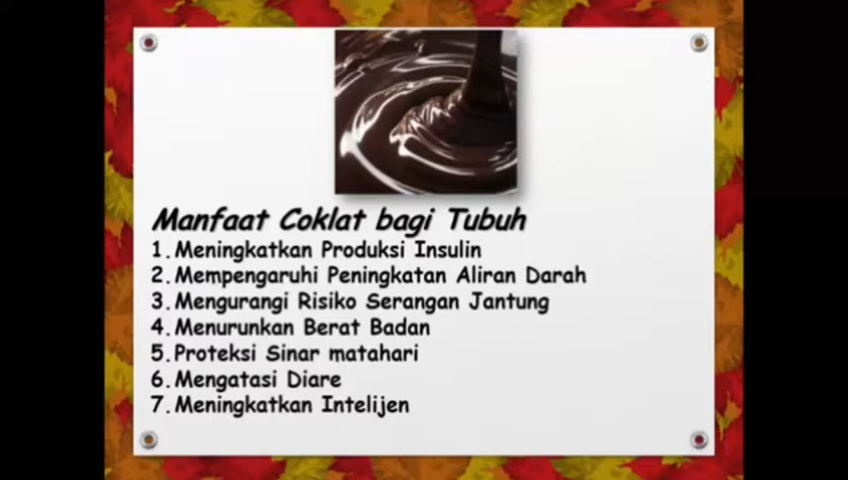 Manfaat Coklat bagi Tubuh
1. Meningkatkan Produksi Insulin
2. Mempengaruhi Peningkatan Aliran Darah
3. Mengurangi Risiko Serangan Jantung
4. Menurunkan Berat Badan
5. Proteksi Sinar matahari
6. Mengatasi Diare
7. Meningkatkan Intelijen